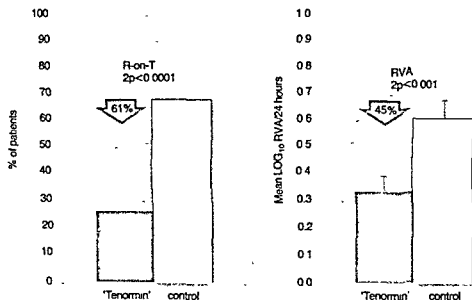 100
90
80
70
60
50
40
30
20
10
0
% of patients
R-on-T
2p<0.0001
61%
'Tenormin'
control
1.0
0.9
0.8
0.7
0.6
0.5
0.4
0.3
0.2
0.1
0.0
Mean LOG10 RVA/24 hours
RVA
2p<0.001
45%
'Tenormin'
control